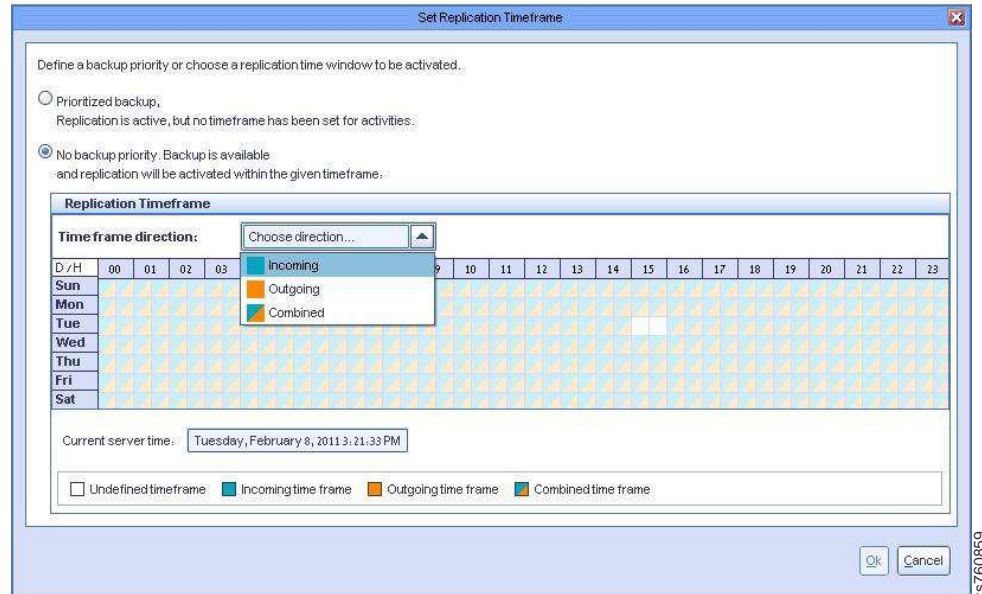 Set Replication Timeframe
Define a backup priority or choose a replication time window to be activated.
Prioritized backup,
Replication is active, but no timeframe has been set for activities.
No backup priority. Backup is available
and replication will be activated within the given timeframe.
Replication Timeframe
Time frame direction:
Choose direction...
D/H 00 01 02 03 9 10 11 12 13 14 15 16 17 18 19 20 21 22 23
Incoming
Outgoing
Combined
Sun
Mon
Tue
Wed
Thu
Fri
Sat
Current server time. Tuesday, February 8, 2011 3:21:33 PM
Undefined timeframe Incoming time frame Outgoing time frame Combined time frame
Ok Cancel